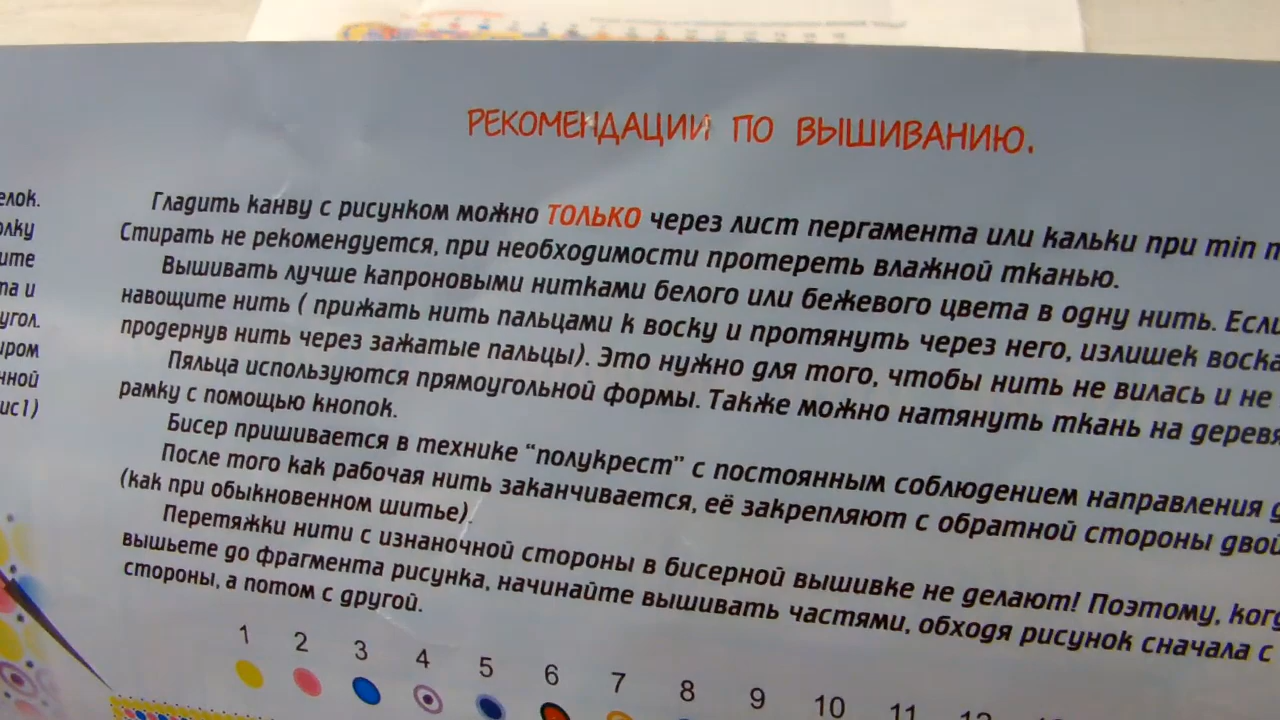 РЕКОМЕНДАЦИИ ПО ВЫШИВАНИЮ.
Гладить канву с рисунком можно ТОЛЬКО через лист пергамента или кальки при min
Стирать не рекомендуется, при необходимости протереть влажной тканью.
Вышивать лучше капроновыми нитками белого или бежевого цвета в одну нить. Если
навощите нить ( прижать нить пальцами к воску и протянуть через него, излишек воска
продернув нить через зажатые пальцы). Это нужно для того, чтобы нить не вилась и не
Пяльца используются прямоугольной формы. Также можно натянуть ткань на
рамку с помощью кнопок.
Бисер пришивается в технике “полукрест” с постоянным соблюдением направления
После того как рабочая нить заканчивается, её закрепляют с обратной стороны
(как при обыкновенном шитье).
Перетяжки нити с изнаночной стороны в бисерной вышивке не делают! Поэтому,
вышьете до фрагмента рисунка, начинайте вышивать частями, обходя рисунок сначала с
стороны, а потом с другой.
1 2 3 4 5 6 7 8 9 10 11 12